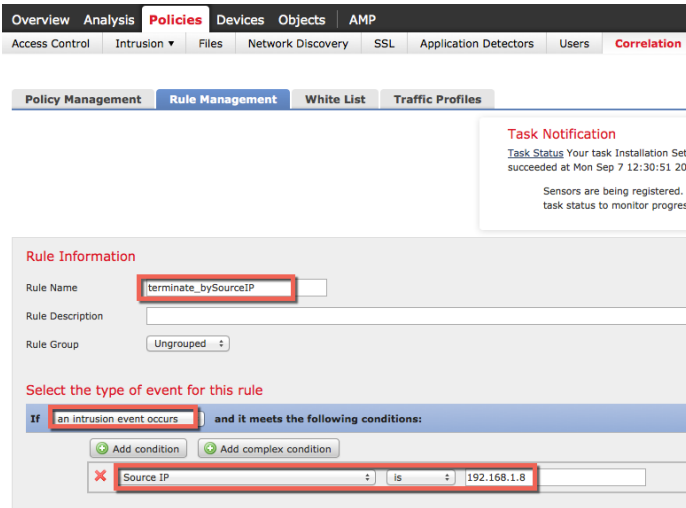 Overview Analysis Policies Devices Objects AMP
Access Control Intrusion ▾ Files Network Discovery SSL Application Detectors Users Correlation
Policy Management Rule Management White List Traffic Profiles
Task Notification
Task Status Your task Installation Set
succeeded at Mon Sep 7 12:30:51 20
Sensors are being registered.
task status to monitor progres
Rule Information
Rule Name terminate_bySourceIP
Rule Description
Rule Group Ungrouped
Select the type of event for this rule
If an intrusion event occurs and it meets the following conditions:
Add condition Add complex condition
Source IP is 192.168.1.8